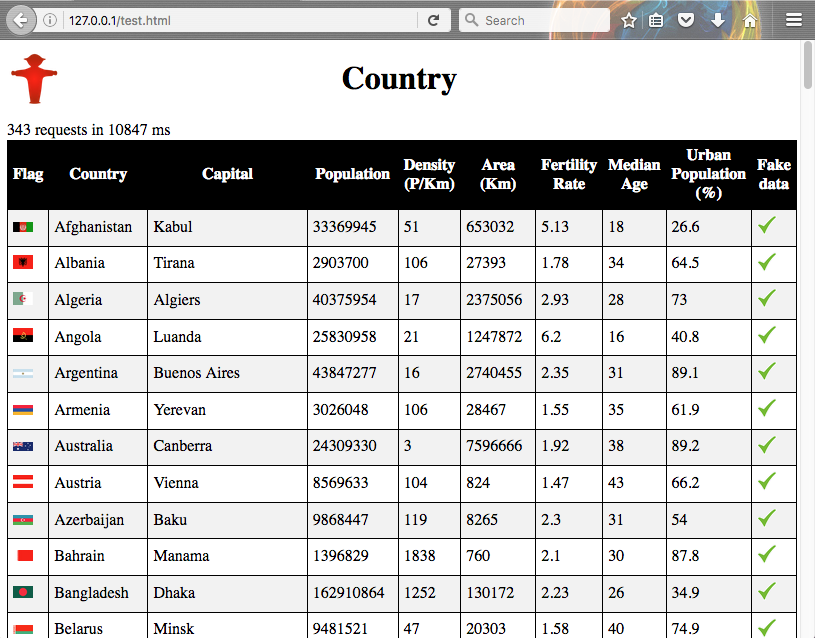 127.0.0.1/test.html
Search
Country
343 requests in 10847 ms
Flag Country Capital Population Density (P/Km) Area (Km) Fertility Rate Median Age Urban Population (%) Fake data
Afghanistan Kabul 33369945 51 653032 5.13 18 26.6
Albania Tirana 2903700 106 27393 1.78 34 64.5
Algeria Algiers 40375954 17 2375056 2.93 28 73
Angola Luanda 25830958 21 1247872 6.2 16 40.8
Argentina Buenos Aires 43847277 16 2740455 2.35 31 89.1
Armenia Yerevan 3026048 106 28467 1.55 35 61.9
Australia Canberra 24309330 3 7596666 1.92 38 89.2
Austria Vienna 8569633 104 824 1.47 43 66.2
Azerbaijan Baku 9868447 119 8265 2.3 31 54
Bahrain Manama 1396829 1838 760 2.1 30 87.8
Bangladesh Dhaka 162910864 1252 130172 2.23 26 34.9
Belarus Minsk 9481521 47 20303 1.58 40 74.9